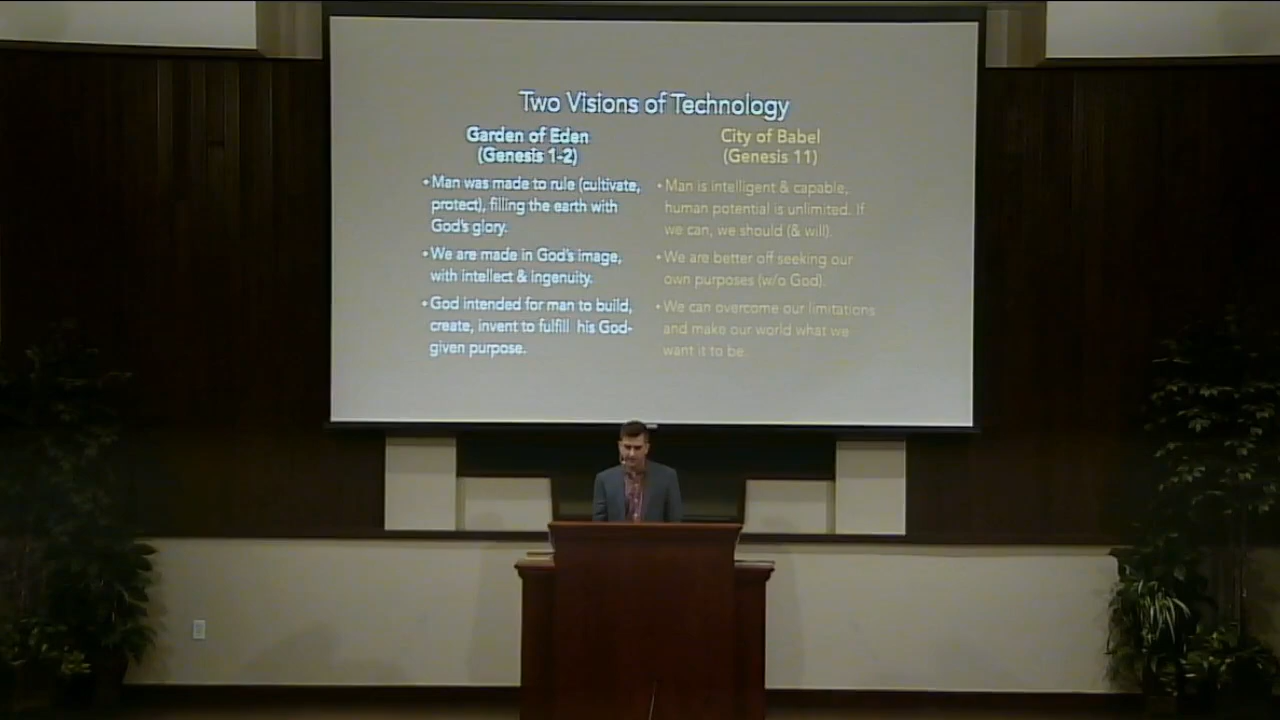 Two Visions of Technology
Garden of Eden
(Genesis 1-2)
• Man was made to rule (cultivate,
protect), filling the earth with
God's glory.
• We are made in God's image,
with intellect & ingenuity.
• God intended for man to build,
create, invent to fulfill his God-
given purpose.
City of Babel
(Genesis 11)
• Man is intelligent & capable,
human potential is unlimited. If
we can, we should (& will).
• We are better off seeking our
own purposes (w/o God).
• We can overcome our limitations
and make our world what we
want it to be.